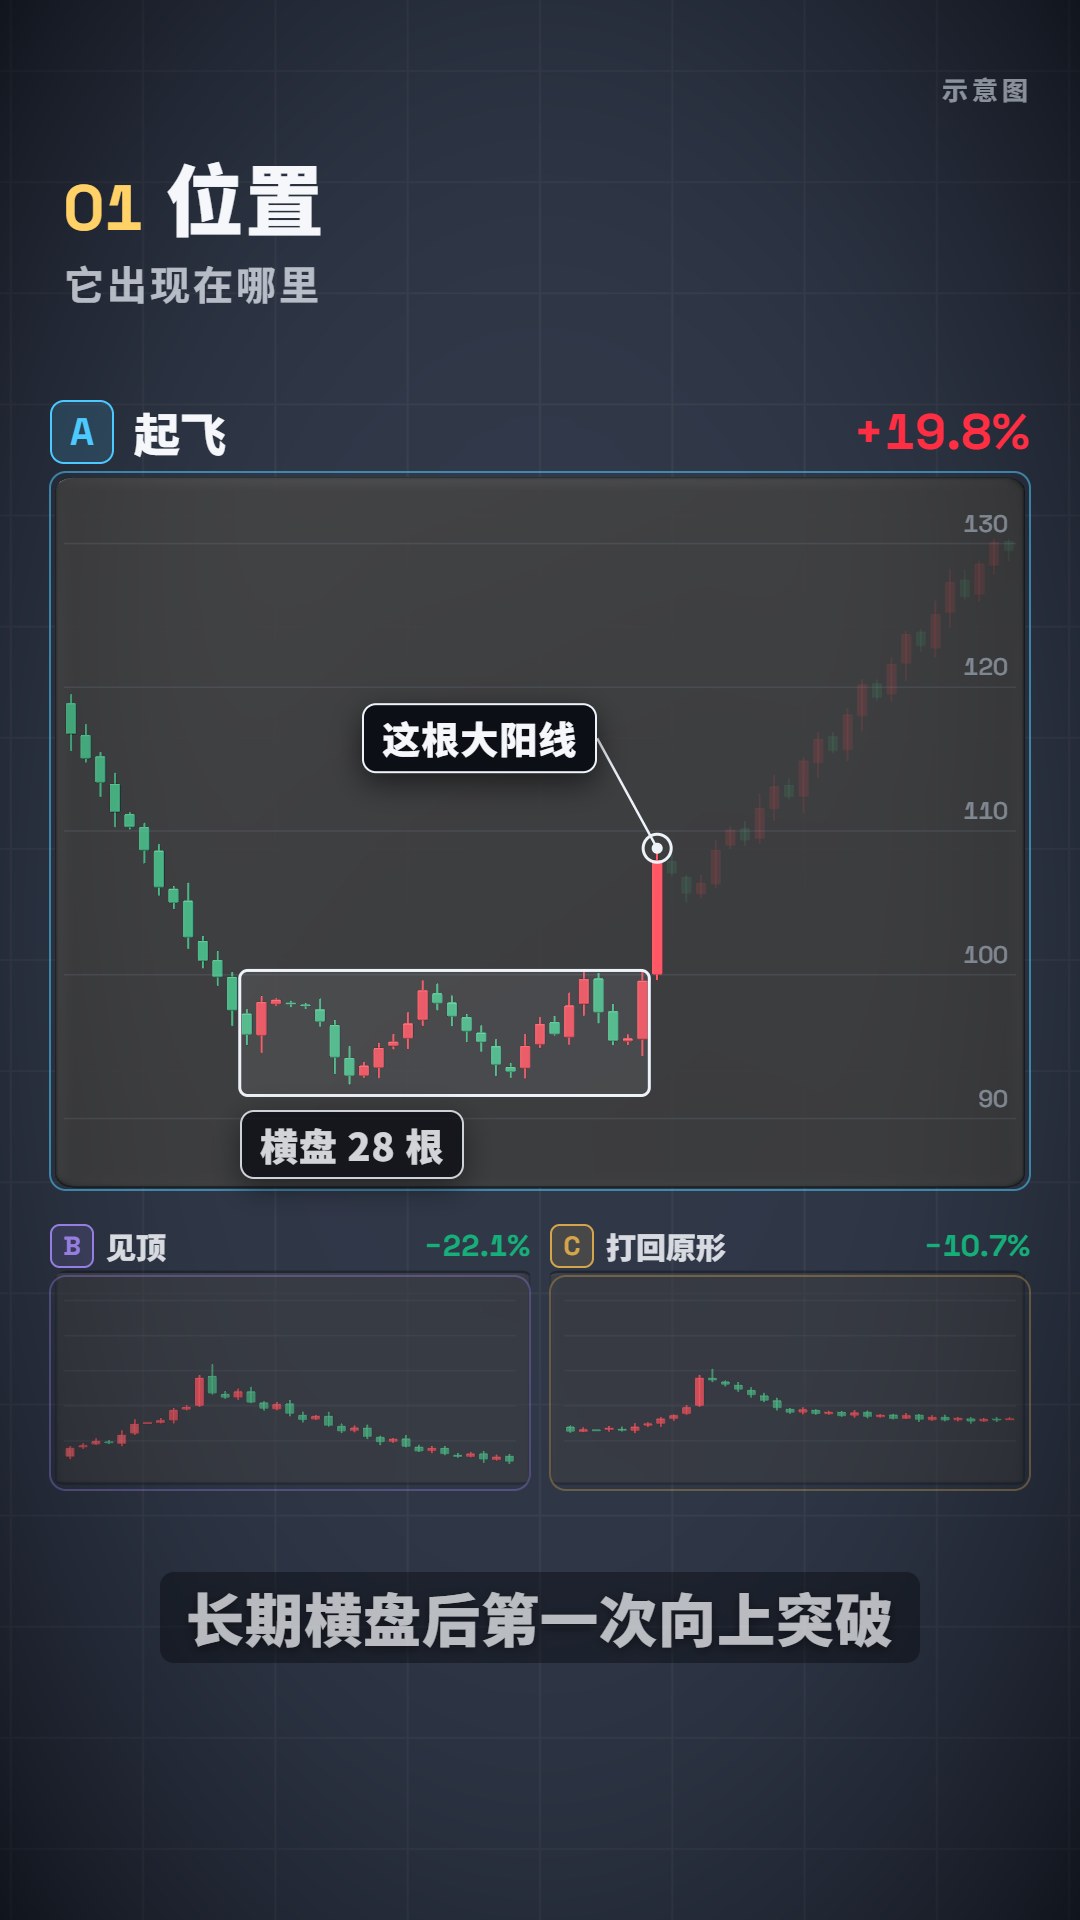 示意图
01 位置
它出现在哪里
A 起飞 +19.8%
130
120
这根大阳线
110
100
90
横盘 28 根
B 见顶 -22.1%
C 打回原形 -10.7%
长期横盘后第一次向上突破